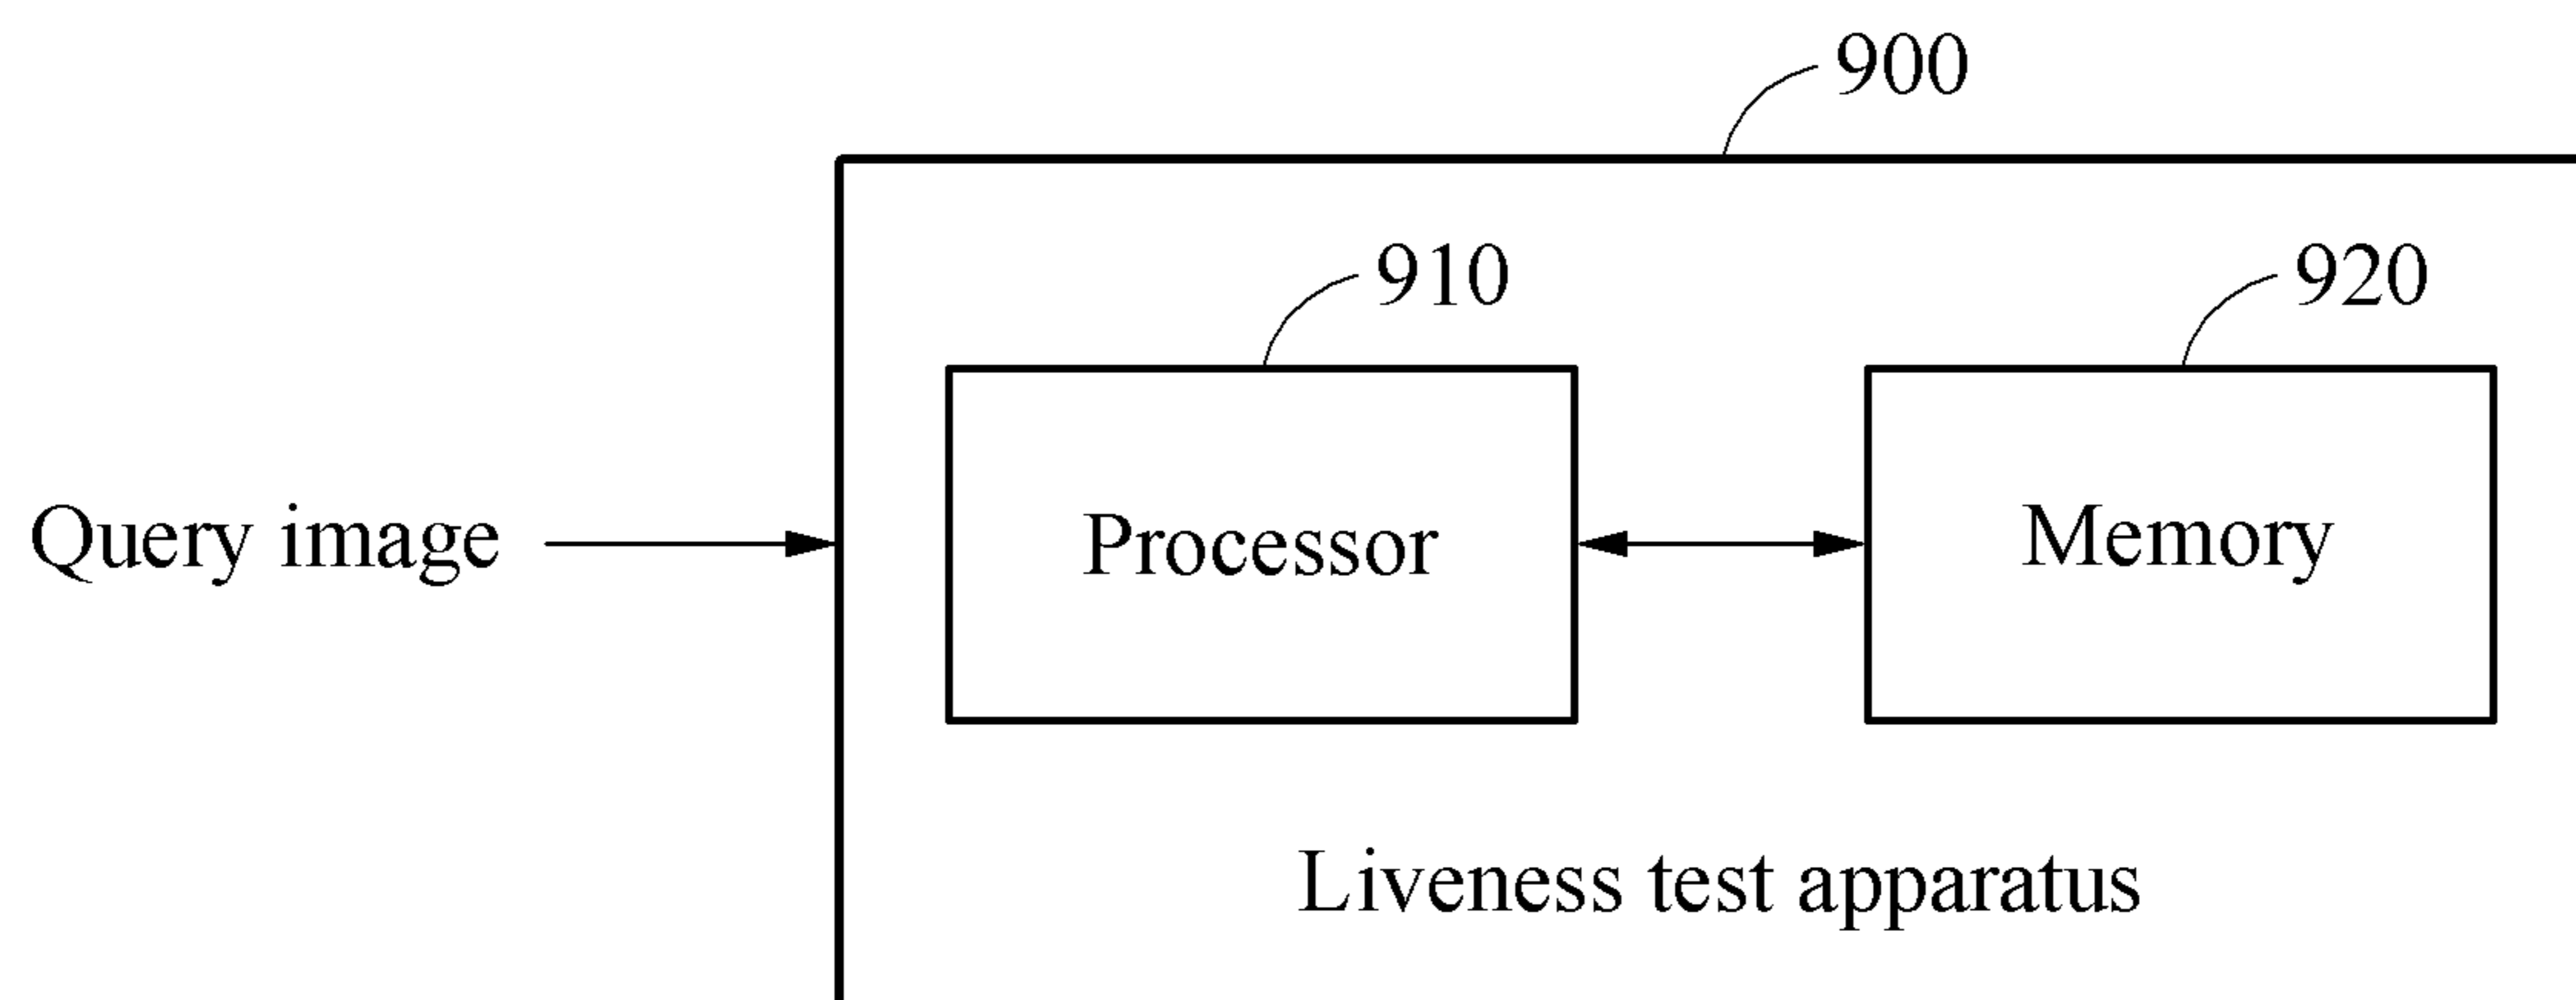 900
910
920
Query image
Processor
Memory
Liveness test apparatus